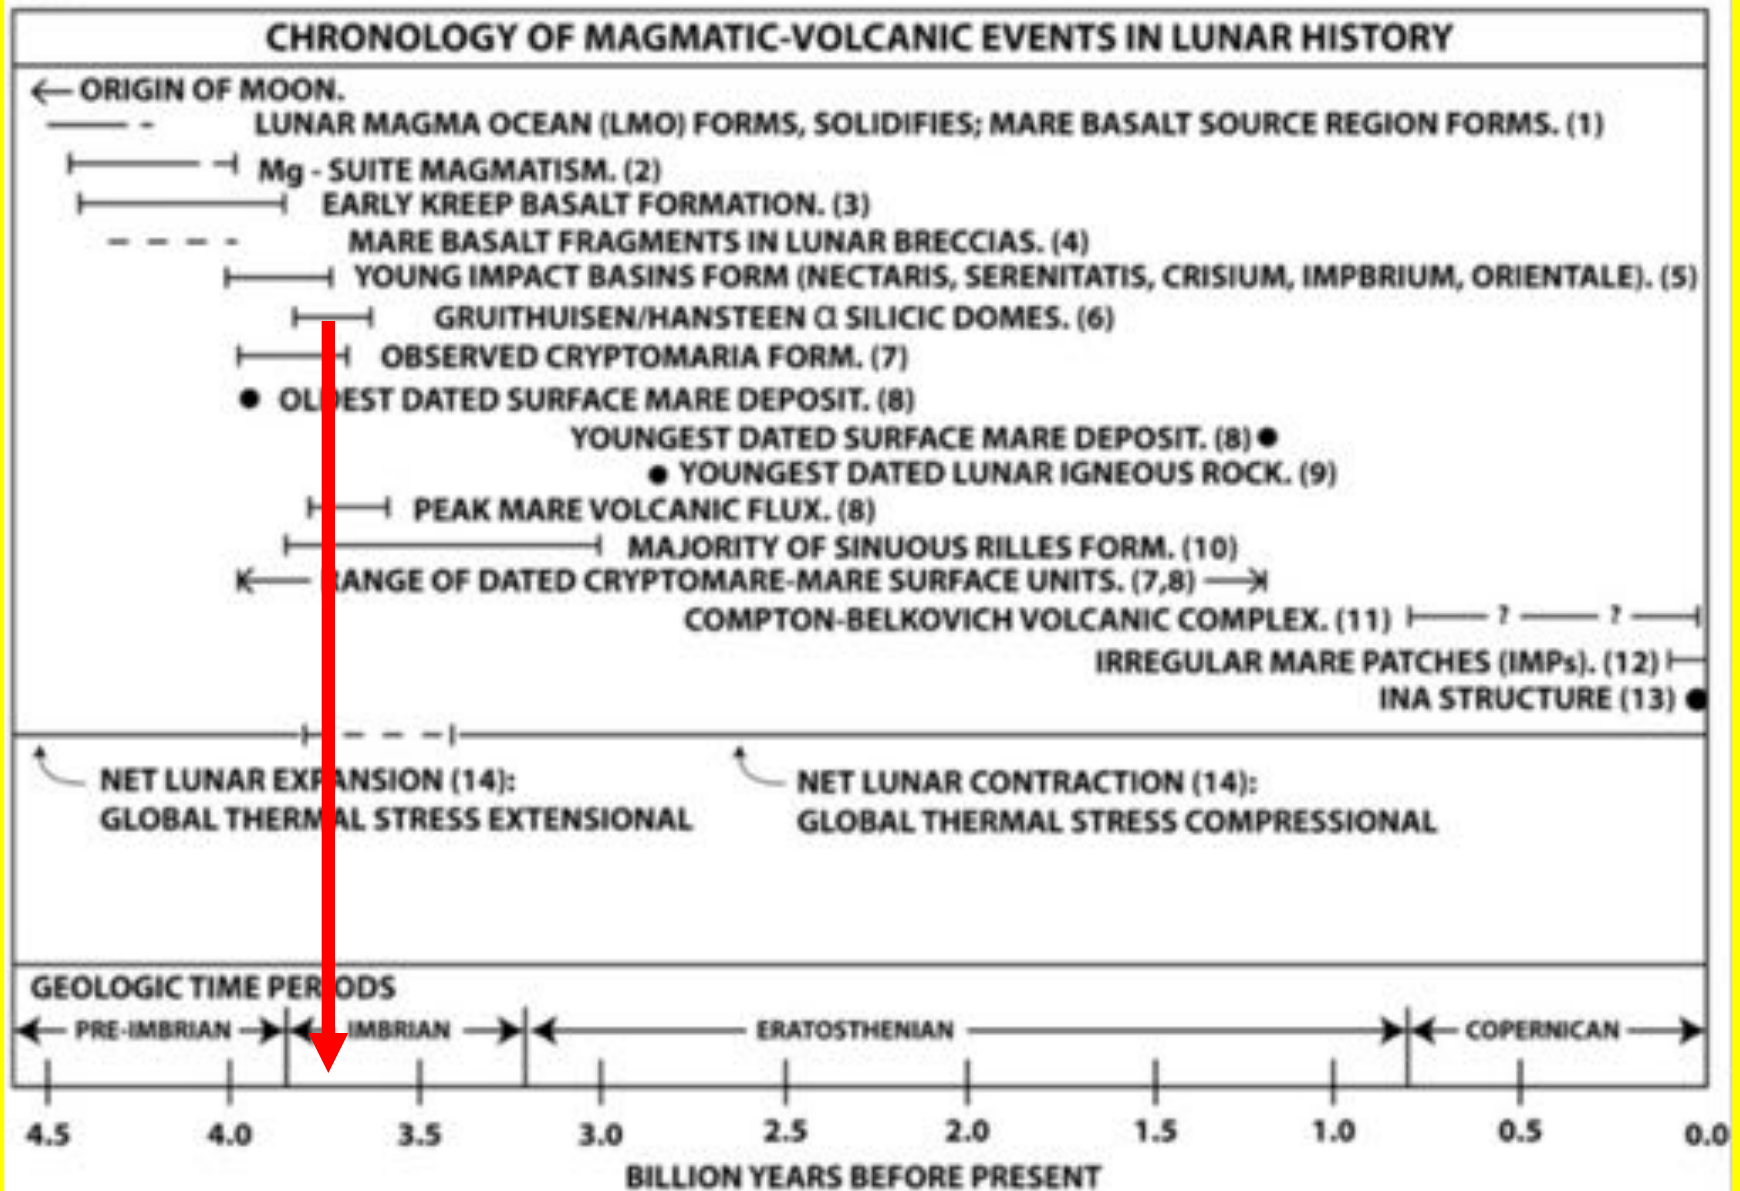 CHRONOLOGY OF MAGMATIC-VOLCANIC EVENTS IN LUNAR HISTORY
ORIGIN OF MOON.
LUNAR MAGMA OCEAN (LMO) FORMS, SOLIDIFIES; MARE BASALT SOURCE REGION FORMS. (1)
Mg - SUITE MAGMATISM. (2)
EARLY KREEP BASALT FORMATION. (3)
MARE BASALT FRAGMENTS IN LUNAR BRECCIAS. (4)
YOUNG IMPACT BASINS FORM (NECTARIS, SERENITATIS, CRISIUM, IMPBRIUM, ORIENTALE). (5)
GRUITHUISEN/HANSTEEN α SILICIC DOMES. (6)
OBSERVED CRYPTOMARIA FORM. (7)
OLDEST DATED SURFACE MARE DEPOSIT. (8)
YOUNGEST DATED SURFACE MARE DEPOSIT. (8)
YOUNGEST DATED LUNAR IGNEOUS ROCK. (9)
PEAK MARE VOLCANIC FLUX. (8)
MAJORITY OF SINUOUS RILLES FORM. (10)
RANGE OF DATED CRYPTOMARE-MARE SURFACE UNITS. (7,8)
COMPTON-BELKOVICH VOLCANIC COMPLEX. (11) ? ?
IRREGULAR MARE PATCHES (IMPs). (12)
INA STRUCTURE (13)
NET LUNAR EXPANSION (14):
GLOBAL THERMAL STRESS EXTENSIONAL
NET LUNAR CONTRACTION (14):
GLOBAL THERMAL STRESS COMPRESSIONAL
GEOLOGIC TIME PERIODS
PRE-IMBRIAN IMBRIAN ERATOSTHENIAN COPERNICAN
4.5 4.0 3.5 3.0 2.5 2.0 1.5 1.0 0.5 0.0
BILLION YEARS BEFORE PRESENT